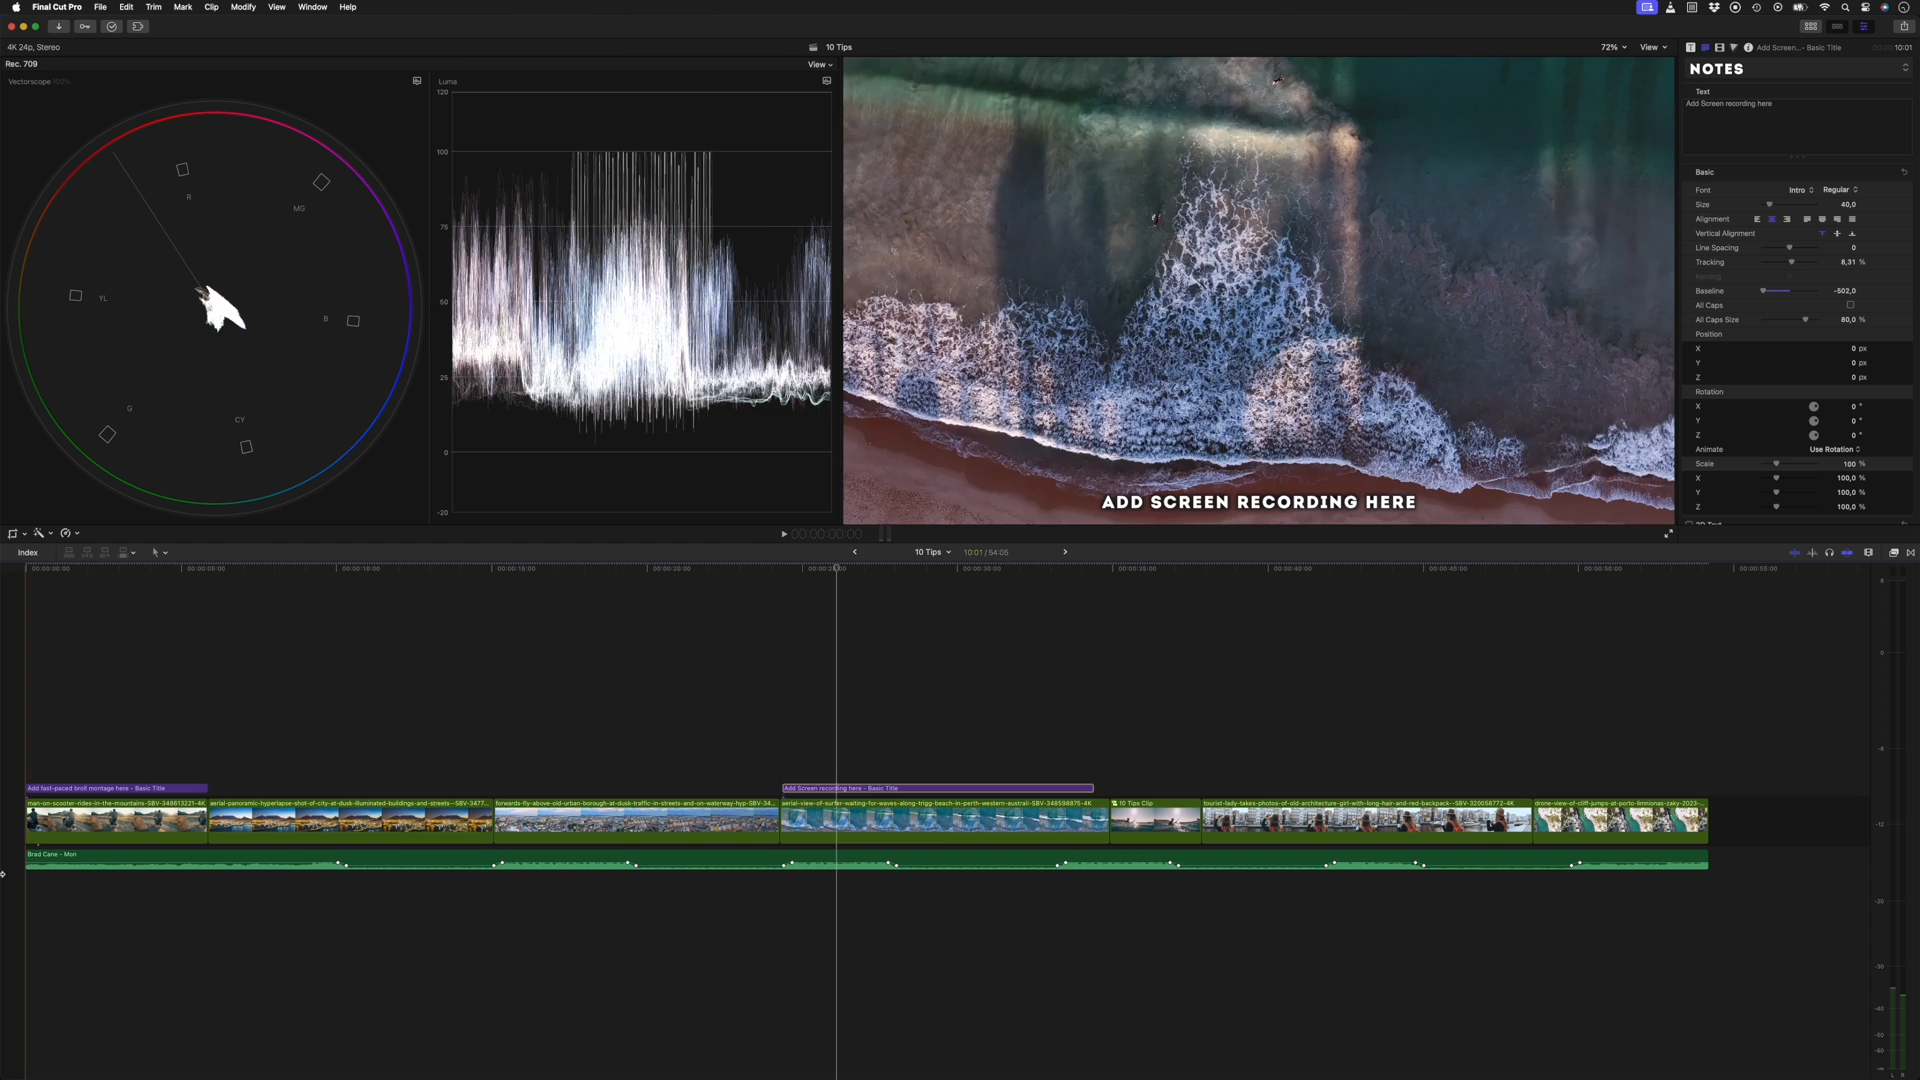 Final Cut Pro File Edit Trim Mark Clip Modify View Window Help
4K 24p, Stereo
10 Tips
72% View
Add Screen...- Basic Title
10:01
Rec. 709
View
NOTES
Vectorscope 100%
Luma
120
100
75
50
25
0
-20
R
MG
YL
B
G
CY
ADD SCREEN RECORDING HERE
Text
Add Screen recording here
Basic
Font Intro Regular
Size 40,0
Alignment
Vertical Alignment
Line Spacing 0
Tracking 8,31 %
Kerning
Baseline -502,0
All Caps
All Caps Size 80,0 %
Position
X 0 px
Y 0 px
Z 0 px
Rotation
X 0 °
Y 0 °
Z 0 °
Animate Use Rotation
Scale 100 %
X 100,0 %
Y 100,0 %
Z 100,0 %
00:00:00:00
Index
10 Tips 10:01 / 54:05
00:00:00:00 00:00:05:00 00:00:10:00 00:00:15:00 00:00:20:00 00:00:30:00 00:00:35:00 00:00:40:00 00:00:45:00 00:00:50:00 00:00:55:00
Add fast-paced broll montage here - Basic Title
Add Screen recording here - Basic Title
man-on-scooter-rides-in-the-mountains-SBV-346613221-4K
aerial-panoramic-hyperlapse-shot-of-city-at-dusk-illuminated-buildings-and-streets--SBV-3477...
forwards-fly-above-old-urban-borough-at-dusk-traffic-in-streets-and-on-waterway-hyp-SBV-34...
aerial-view-of-surfer-waiting-for-waves-along-trigg-beach-in-perth-western-australi-SBV-348598875-4K
10 Tips Clip
tourist-lady-takes-photos-of-old-architecture-girl-with-long-hair-and-red-backpack--SBV-320058772-4K
drone-view-of-cliff-jumps-at-porto-limnionas-zaky-2023-...
Brad Cane - Mon
6
0
-6
-12
-20
-30
-40
-50
-60
L R